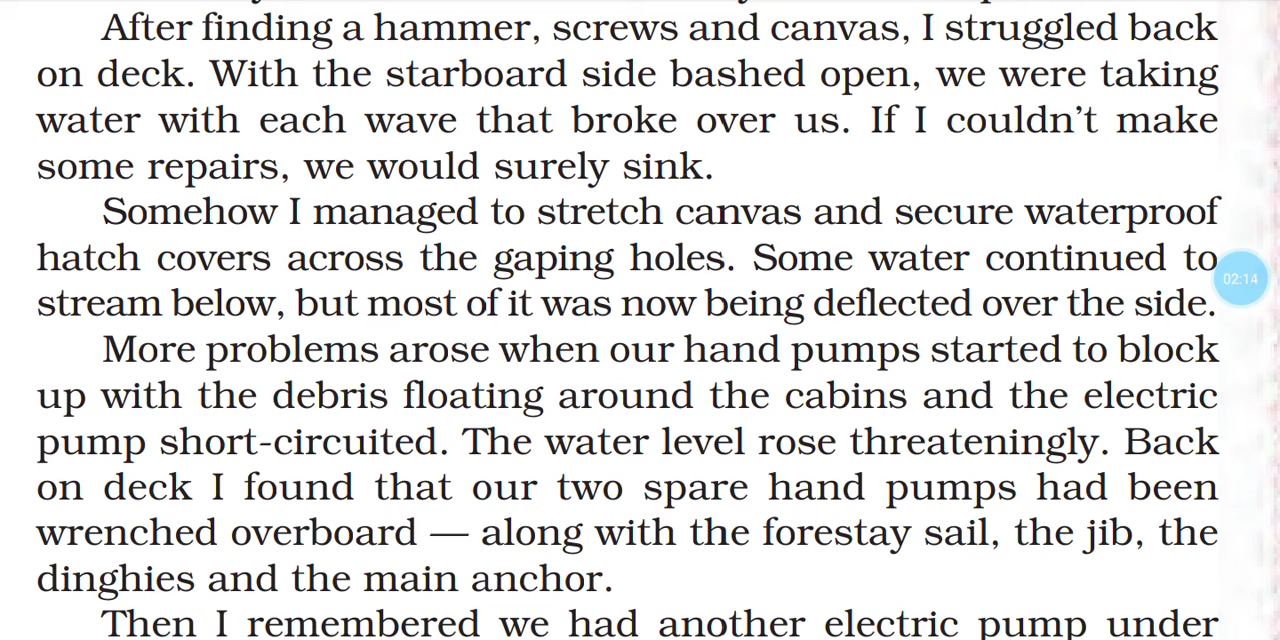 After finding a hammer, screws and canvas, I struggled back
on deck. With the starboard side bashed open, we were taking
water with each wave that broke over us. If I couldn’t make
some repairs, we would surely sink.
Somehow I managed to stretch canvas and secure waterproof
hatch covers across the gaping holes. Some water continued to
02:14
stream below, but most of it was now being deflected over the side.
More problems arose when our hand pumps started to block
up with the debris floating around the cabins and the electric
pump short-circuited. The water level rose threateningly. Back
on deck I found that our two spare hand pumps had been
wrenched overboard — along with the forestay sail, the jib, the
dinghies and the main anchor.
Then I remembered we had another electric pump under